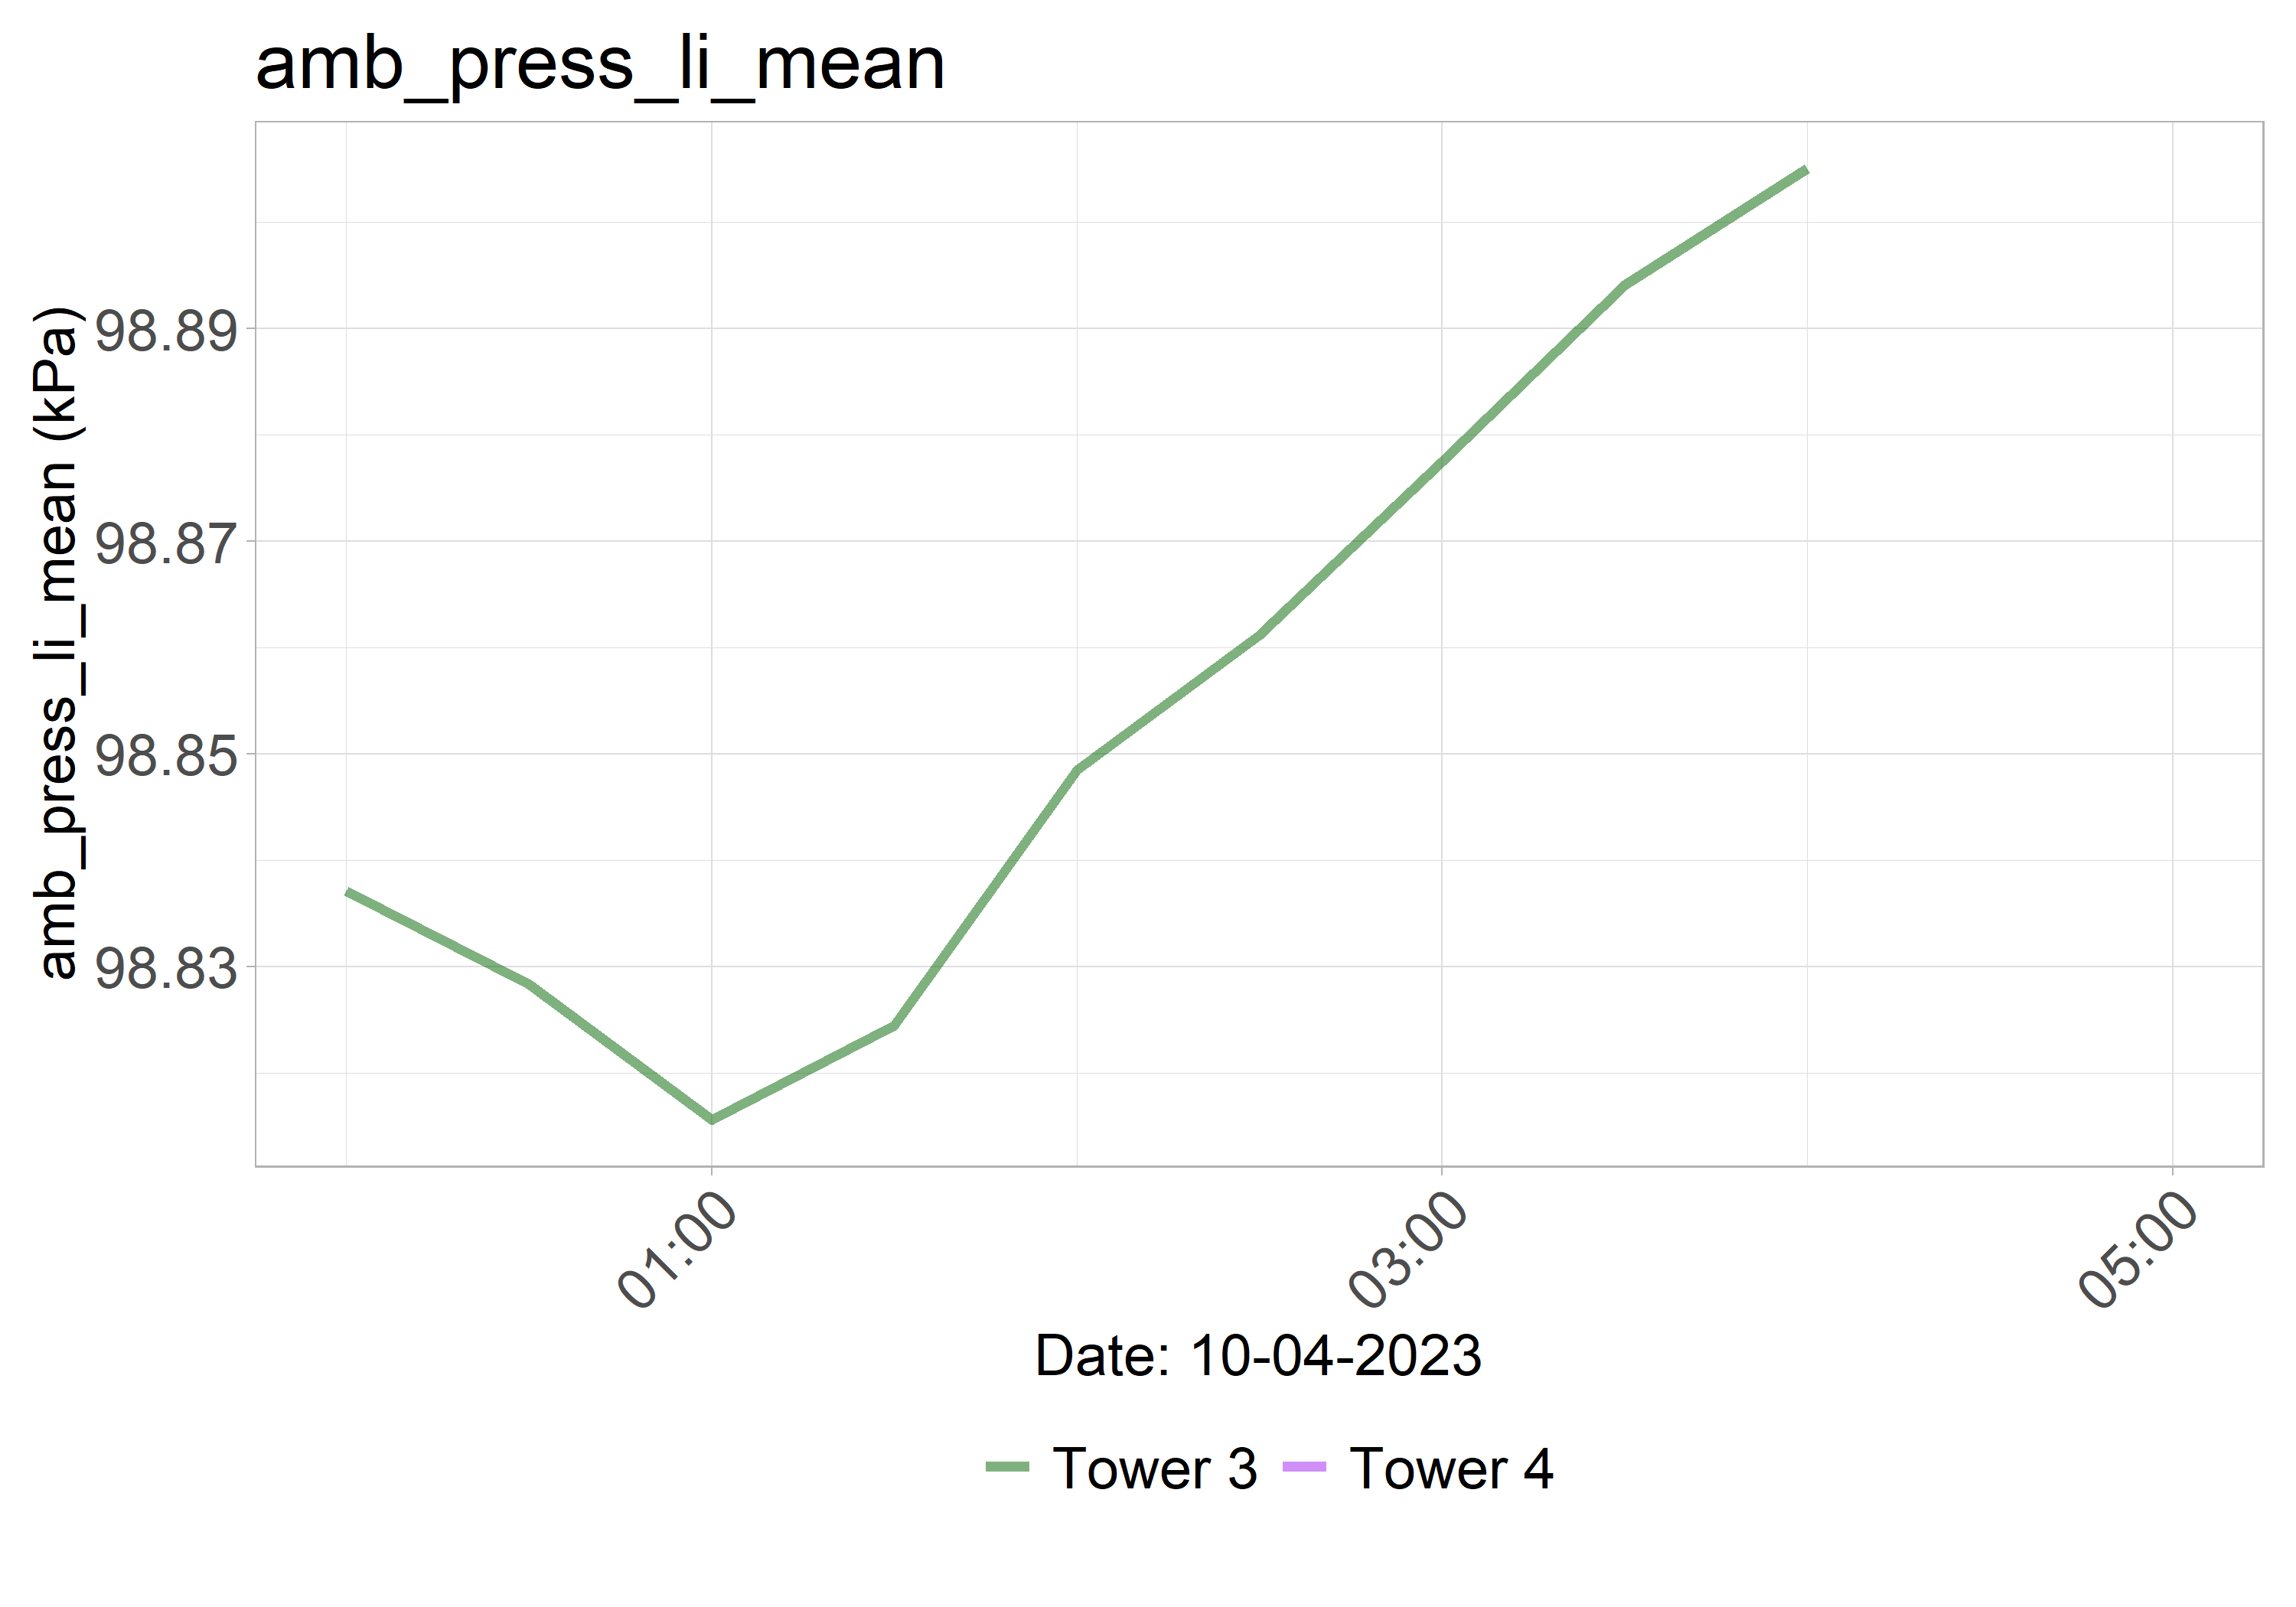 amb_press_li_mean
amb_press_li_mean (kPa)
98.89
98.87
98.85
98.83
01:00
03:00
05:00
Date: 10-04-2023
Tower 3
Tower 4